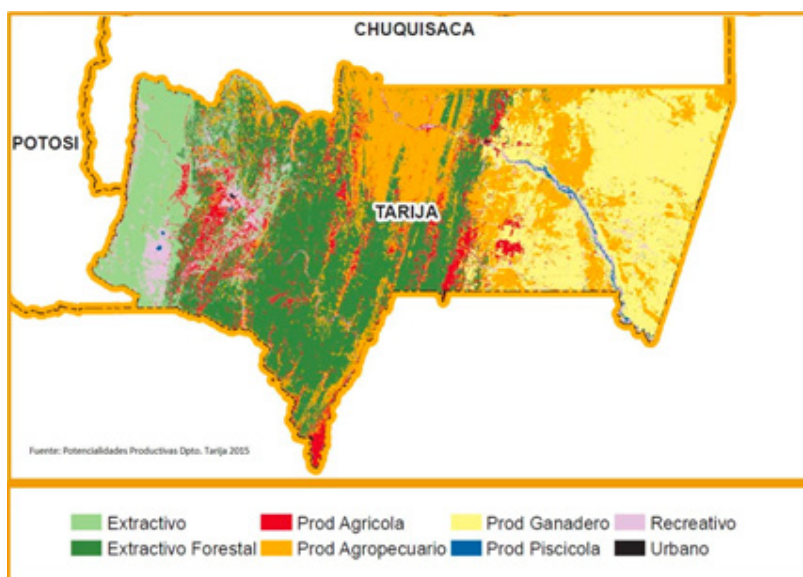 CHUQUISACA
POTOSI
TARIJA
Fuente: Potencialidades Productivas Dpto. Tarija 2015
Extractivo
Prod Agricola
Prod Ganadero
Recreativo
Extractivo Forestal
Prod Agropecuario
Prod Piscicola
Urbano